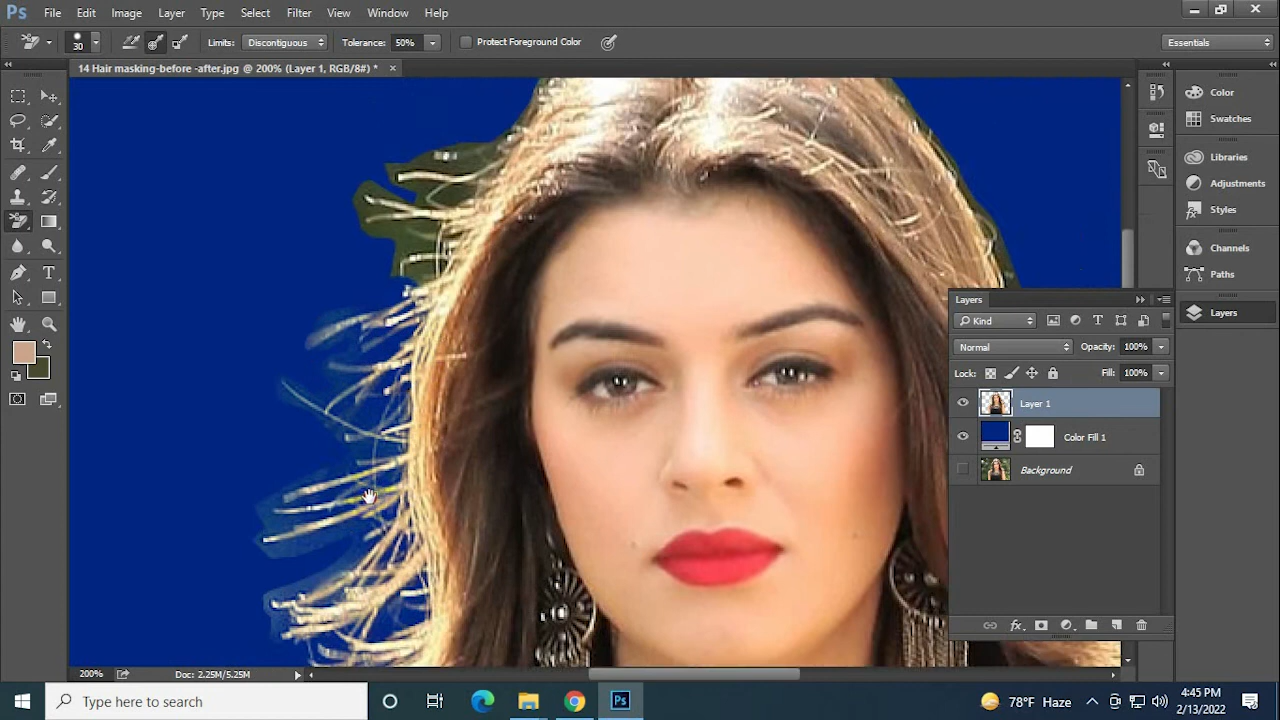 Ps File Edit Image Layer Type Select Filter View Window Help
30 Limits: Discontiguous Tolerance: 50% Protect Foreground Color Essentials
14 Hair masking-before -after.jpg @ 200% (Layer 1, RGB/8#) *
Color
Swatches
Libraries
Adjustments
Styles
Channels
Paths
Layers
Layers
Kind
Normal Opacity: 100%
Lock: Fill: 100%
Layer 1
Color Fill 1
Background
200% Doc: 2.25M/5.25M
Type here to search Ps 78°F Haze 4:45 PM
2/13/2022